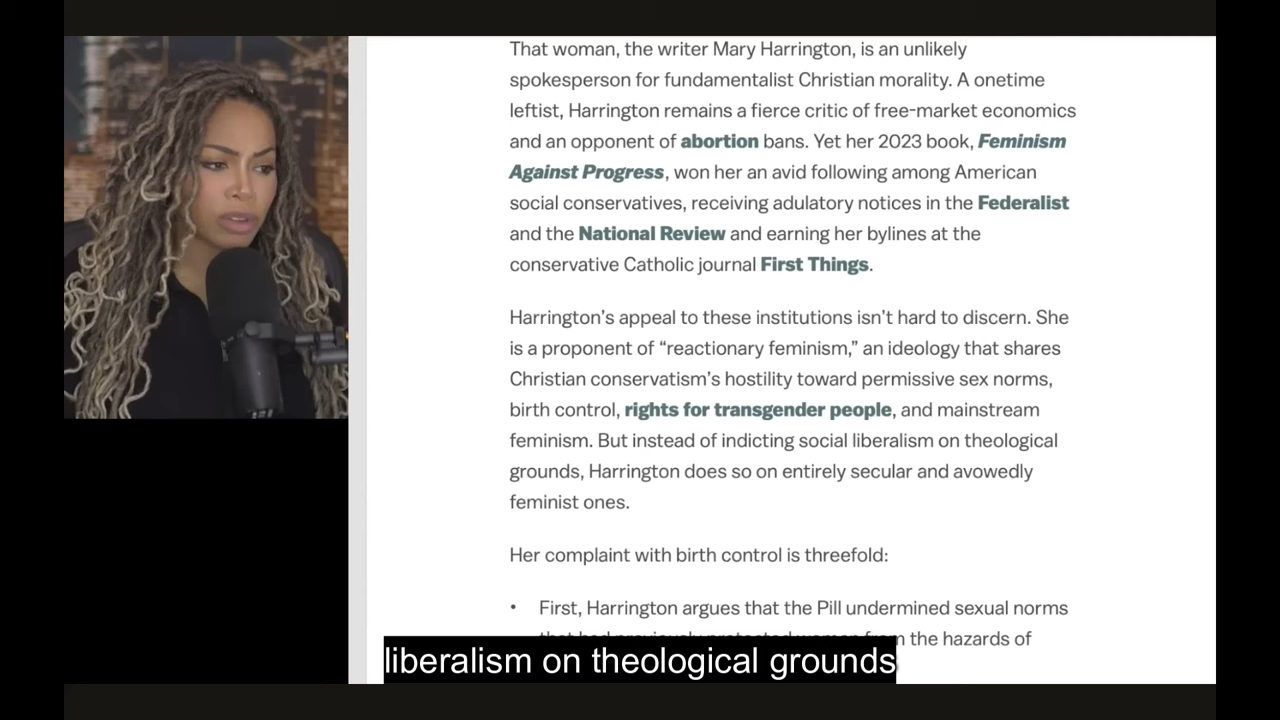 That woman, the writer Mary Harrington, is an unlikely
spokesperson for fundamentalist Christian morality. A onetime
leftist, Harrington remains a fierce critic of free-market economics
and an opponent of abortion bans. Yet her 2023 book, Feminism
Against Progress, won her an avid following among American
social conservatives, receiving adulatory notices in the Federalist
and the National Review and earning her bylines at the
conservative Catholic journal First Things.
Harrington’s appeal to these institutions isn’t hard to discern. She
is a proponent of “reactionary feminism,” an ideology that shares
Christian conservatism’s hostility toward permissive sex norms,
birth control, rights for transgender people, and mainstream
feminism. But instead of indicting social liberalism on theological
grounds, Harrington does so on entirely secular and avowedly
feminist ones.
Her complaint with birth control is threefold:
• First, Harrington argues that the Pill undermined sexual norms
the hazards of
liberalism on theological grounds